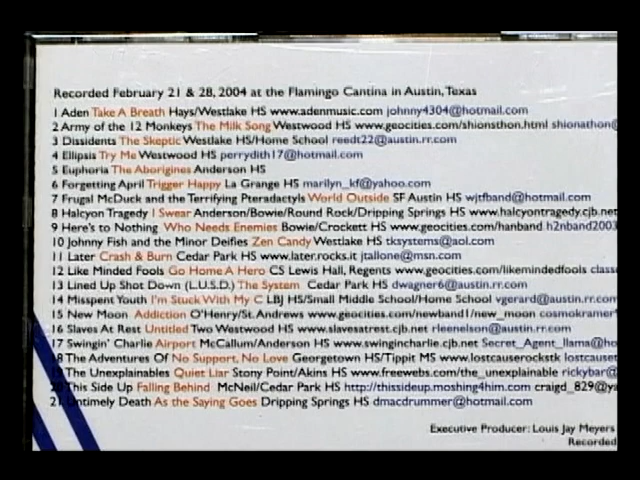 Recorded February 21 & 28, 2004 at the Flamingo Cantina in Austin, Texas
1 Aden Take A Breath Hays/Westlake HS www.adenmusic.com johnny4304@hotmail.com
2 Army of the 12 Monkeys The Milk Song Westwood HS www.geocities.com/shionsthon.html shionathon@
3 Dissidents The Skeptic Westlake HS/Home School reedt22@austin.rr.com
4 Ellipsis Try Me Westwood HS perrydith17@hotmail.com
5 Euphoria The Aborigines Anderson HS
6 Forgetting April Trigger Happy La Grange HS marilyn_kf@yahoo.com
7 Frugal McDuck and the Terrifying Pteradactyls World Outside SF Austin HS wjtfband@hotmail.com
8 Halcyon Tragedy I Swear Anderson/Bowie/Round Rock/Dripping Springs HS www.halcyontragedy.cjb.net
9 Here's to Nothing Who Needs Enemies Bowie/Crockett HS www.geocities.com/hanband h2nband2003
10 Johnny Fish and the Minor Deifies Zen Candy Westlake HS tksystems@aol.com
11 Later Crash & Burn Cedar Park HS www.later.rocks.it jtallone@msn.com
12 Like Minded Fools Go Home A Hero CS Lewis Hall, Regents www.geocities.com/likemindedfools class
13 Lined Up Shot Down (L.U.S.D.) The System Cedar Park HS dwagner6@austin.rr.com
14 Misspent Youth I'm Stuck With My C LBJ HS/Small Middle School/Home School vgerard@austin.rr.com
15 New Moon Addiction O'Henry/St. Andrews www.geocities.com/newband1/new_moon cosmokramer
16 Slaves At Rest Untitled Two Westwood HS www.slavesatrest.cjb.net rleenelson@austin.rr.com
17 Swingin' Charlie Airport McCallum/Anderson HS www.swingincharlie.cjb.net Secret_Agent_llama@ho
18 The Adventures Of No Support, No Love Georgetown HS/Tippit MS www.lostcauserockstk lostcauset
19 The Unexplainables Quiet Liar Stony Point/Akins HS www.freewebs.com/the_unexplainable rickybar@
20 This Side Up Falling Behind McNeil/Cedar Park HS http://thissideup.moshing4him.com craigd_829@ya
21 Untimely Death As the Saying Goes Dripping Springs HS dmacdrummer@hotmail.com
Executive Producer: Louis Jay Meyers
Recorded